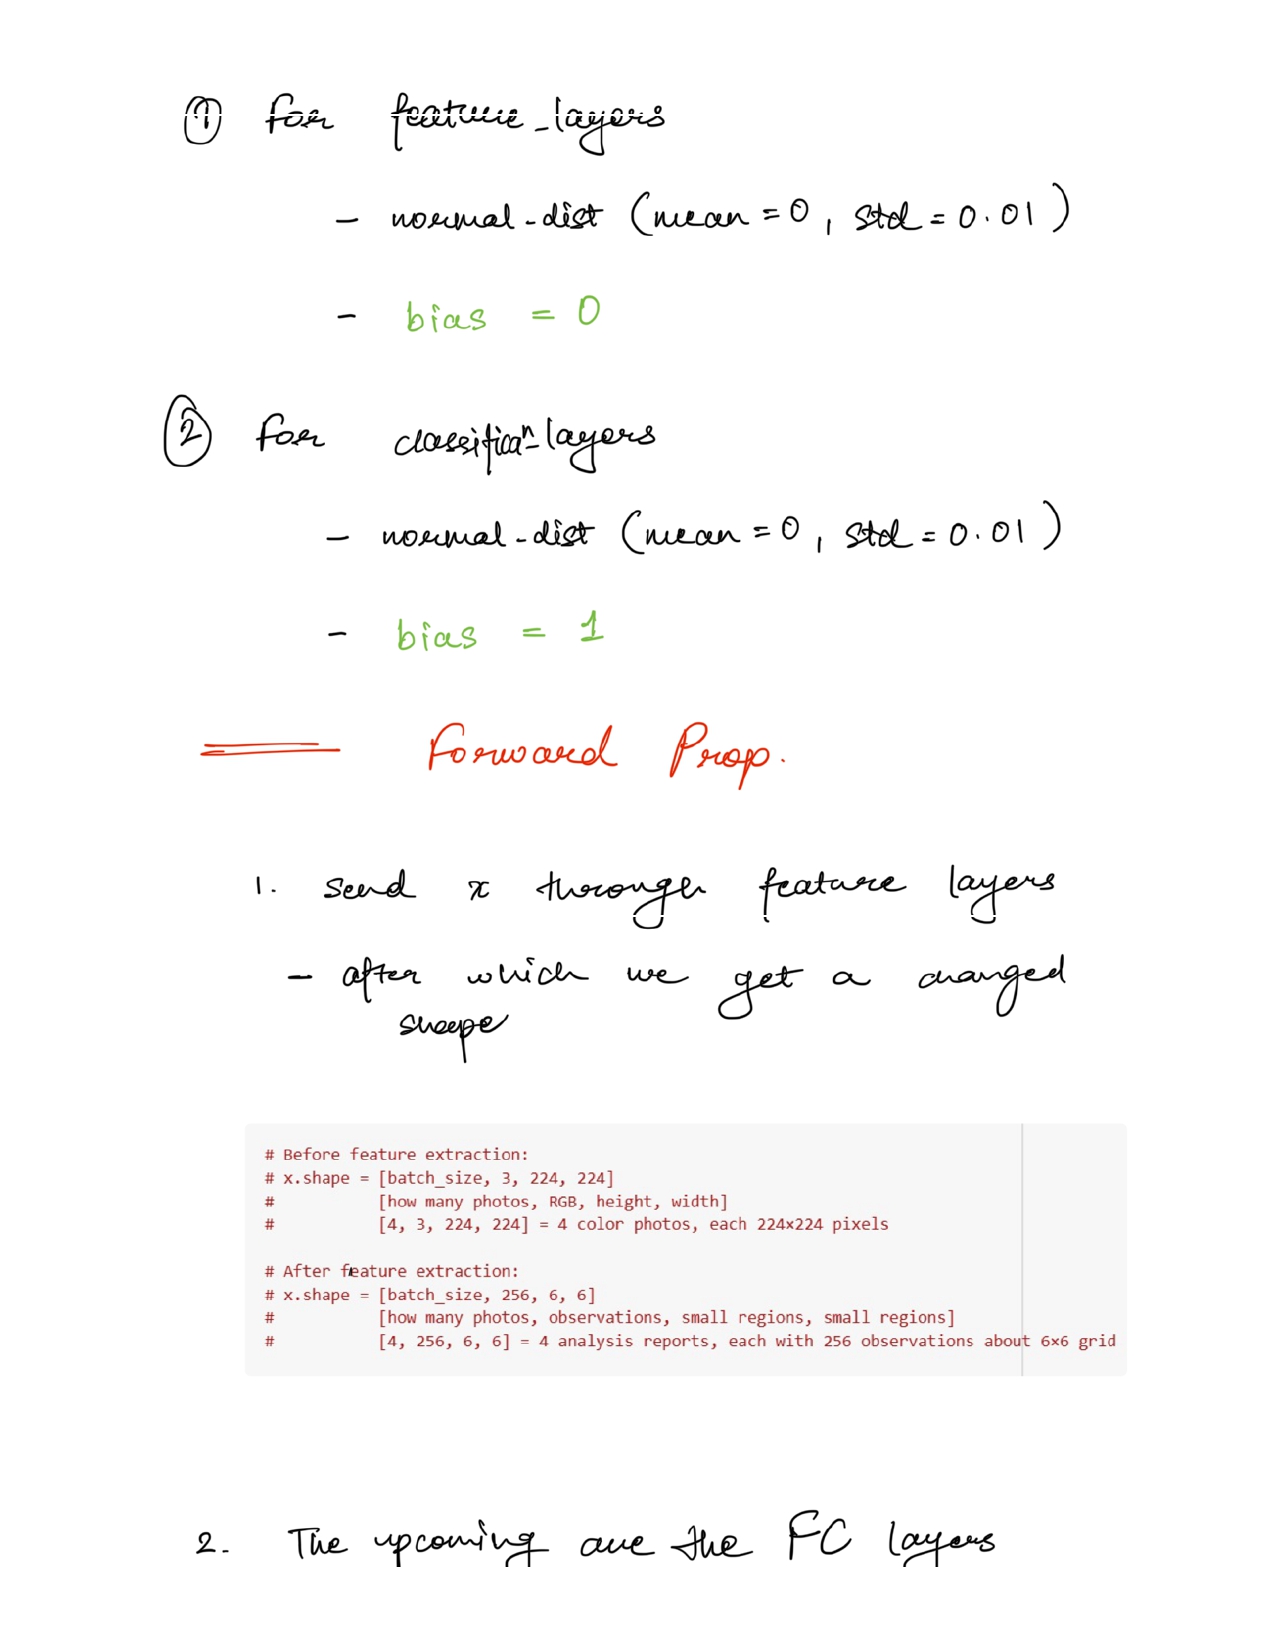 ① For feature_layers
- normal-dist (mean = 0, std = 0.01)
- bias = 0
② For classificaⁿ-layers
- normal-dist (mean = 0, std = 0.01)
- bias = 1
Forward Prop.
1. send x through feature layers
- after which we get a changed
shape
# Before feature extraction:
# x.shape = [batch_size, 3, 224, 224]
# [how many photos, RGB, height, width]
# [4, 3, 224, 224] = 4 color photos, each 224×224 pixels
# After feature extraction:
# x.shape = [batch_size, 256, 6, 6]
# [how many photos, observations, small regions, small regions]
# [4, 256, 6, 6] = 4 analysis reports, each with 256 observations about 6×6 grid
2. The upcoming are the FC layers